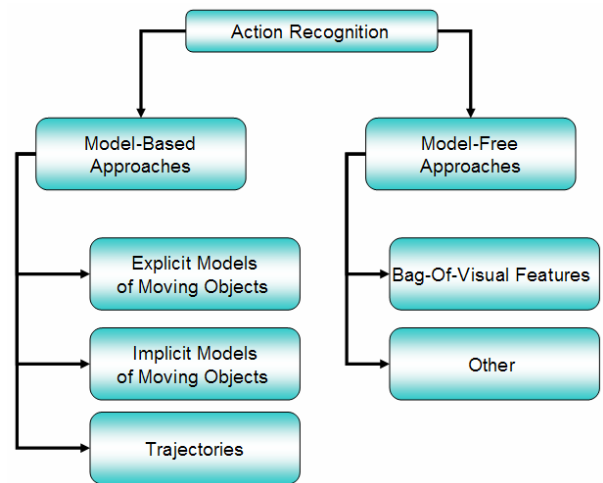 Action Recognition
Model-Based
Approaches
Model-Free
Approaches
Explicit Models
of Moving Objects
Bag-Of-Visual Features
Implicit Models
of Moving Objects
Other
Trajectories